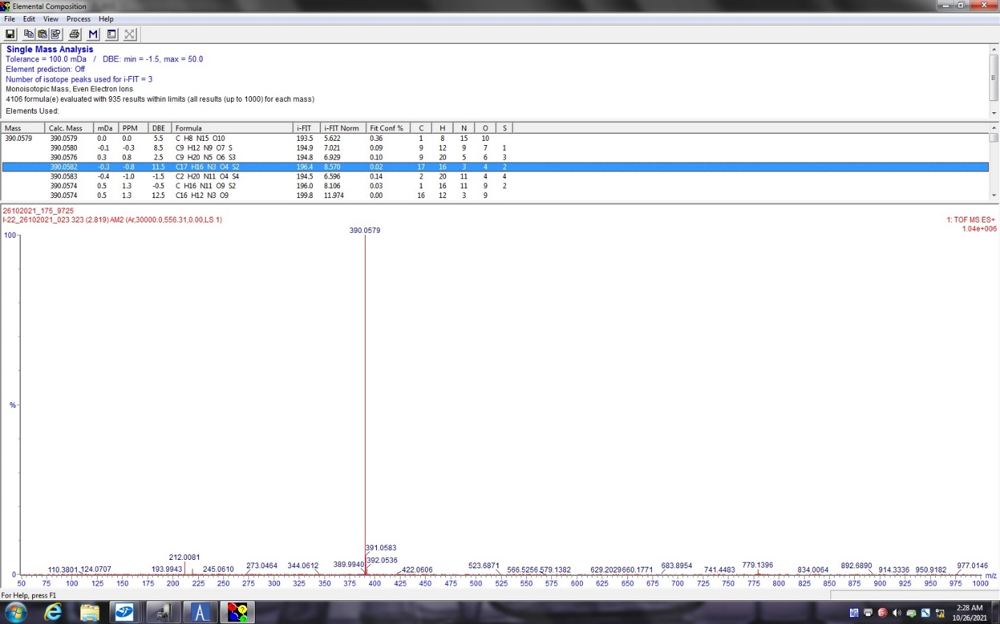 Elemental Composition
File Edit View Process Help
M
Single Mass Analysis
Tolerance = 100.0 mDa / DBE: min = -1.5, max = 50.0
Element prediction: Off
Number of isotope peaks used for i-FIT = 3
Monoisotopic Mass, Even Electron Ions
4106 formula(e) evaluated with 935 results within limits (all results (up to 1000) for each mass)
Elements Used:
Mass Calc. Mass mDa PPM DBE Formula i-FIT i-FIT Norm Fit Conf % C H N O S
390.0579 390.0579 0.0 0.0 5.5 C H8 N15 O10 193.5 5.622 0.36 1 8 15 10
390.0580 -0.1 -0.3 8.5 C9 H12 N9 O7 S 194.9 7.021 0.09 9 12 9 7 1
390.0576 0.3 0.8 2.5 C9 H20 N5 O6 S3 194.8 6.929 0.10 9 20 5 6 3
390.0582 -0.3 -0.8 11.5 C17 H16 N3 O4 S2 196.4 8.570 0.02 17 16 3 4 2
390.0583 -0.4 -1.0 -1.5 C2 H20 N11 O4 S4 194.5 6.596 0.14 2 20 11 4 4
390.0574 0.5 1.3 -0.5 C H16 N11 O9 S2 196.0 8.106 0.03 1 16 11 9 2
390.0574 0.5 1.3 12.5 C16 H12 N3 O9 199.8 11.974 0.00 16 12 3 9
26102021_175_9725
I-22_26102021_023 323 (2.819) AM2 (Ar,30000.0,556.31,0.00,LS 1)
1: TOF MS ES+
1.04e+006
390.0579
100
%
391.0583
212.0081
392.0536
110.3801 124.0707 193.9943 245.0610 273.0464 344.0612 389.9940 422.0606 523.6871 566.5256 579.1382 629.2029 660.1771 683.8954 741.4483 779.1396 834.0064 892.6890 914.3336 950.9182 977.0146
0
m/z
50 75 100 125 150 175 200 225 250 275 300 325 350 375 400 425 450 475 500 525 550 575 600 625 650 675 700 725 750 775 800 825 850 875 900 925 950 975 1000
For Help, press F1
2:28 AM
10/26/2021